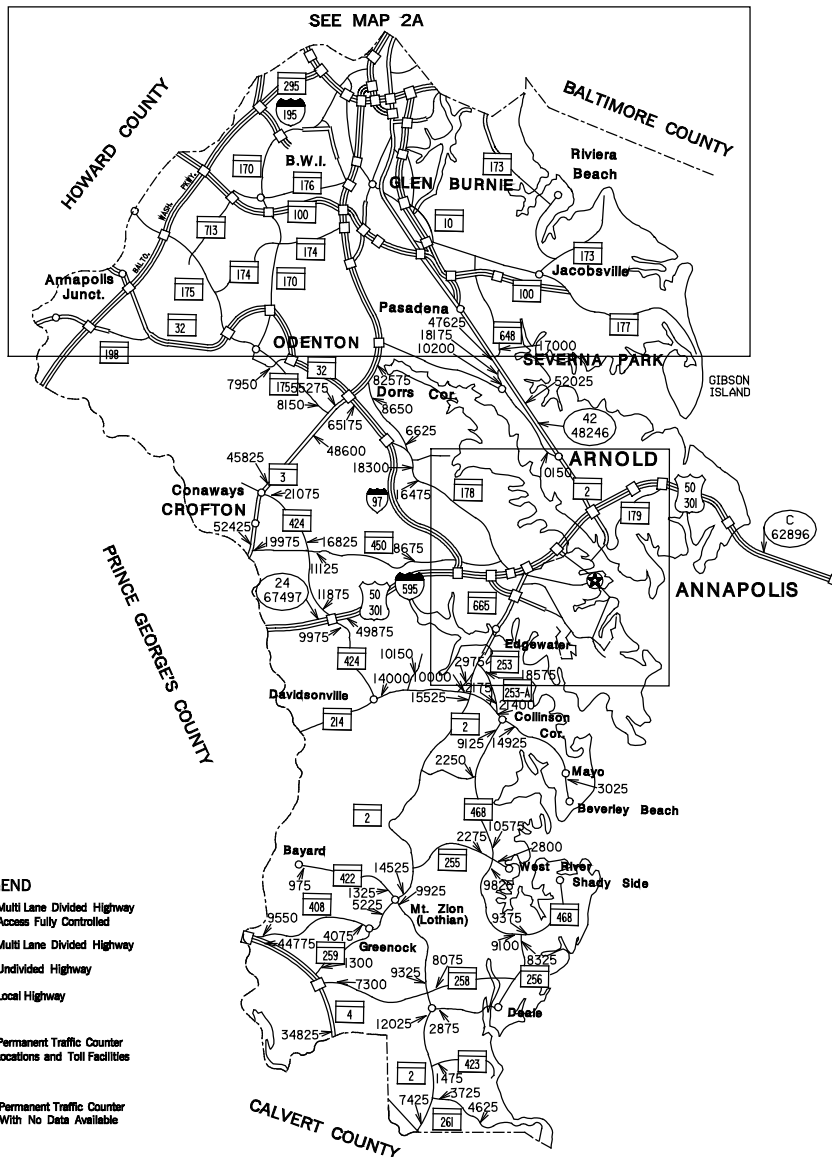 SEE MAP 2A
HOWARD COUNTY
BALTIMORE COUNTY
295
195
170
B.W.I.
176
173
Riviera
Beach
GLEN BURNIE
WASH. PKWY.
BALTO.
100
10
713
174
173
Jacobsville
Annapolis
Junct.
174
170
175
100
Pasadena
47625
177
32
18175
10200
648
17000
198
ODENTON
SEVERNA PARK
7950
32
175
55275
82575
52025
GIBSON
ISLAND
8150
Dorrs Cor.
8650
65175
42
48246
6625
48600
45825
18300
ARNOLD
3
0150
Conaways
21075
16475
178
2
50
301
CROFTON
97
179
424
C
62896
52425
19975
16825
450
8675
11125
24
67497
11875
50
301
595
ANNAPOLIS
665
9975
49875
PRINCE GEORGE'S COUNTY
Edgewater
10150
2975
253
424
18575
Davidsonville
14000
10000
2175
253-A
15525
21400
214
2
Collinson
Cor.
9125
14925
2250
Mayo
3025
468
Beverley Beach
2
10575
2275
2800
Bayard
14525
255
West River
975
422
9820
Shady Side
1325
9925
408
5225
Mt. Zion
(Lothian)
9375
468
9550
4075
44775
Greenock
9100
8325
259
1300
8075
9325
7300
258
256
4
Deale
12025
2875
34825
423
2
1475
7425
3725
4625
261
CALVERT COUNTY
END
Multi Lane Divided Highway
Access Fully Controlled
Multi Lane Divided Highway
Undivided Highway
Local Highway
Permanent Traffic Counter
Locations and Toll Facilities
Permanent Traffic Counter
With No Data Available